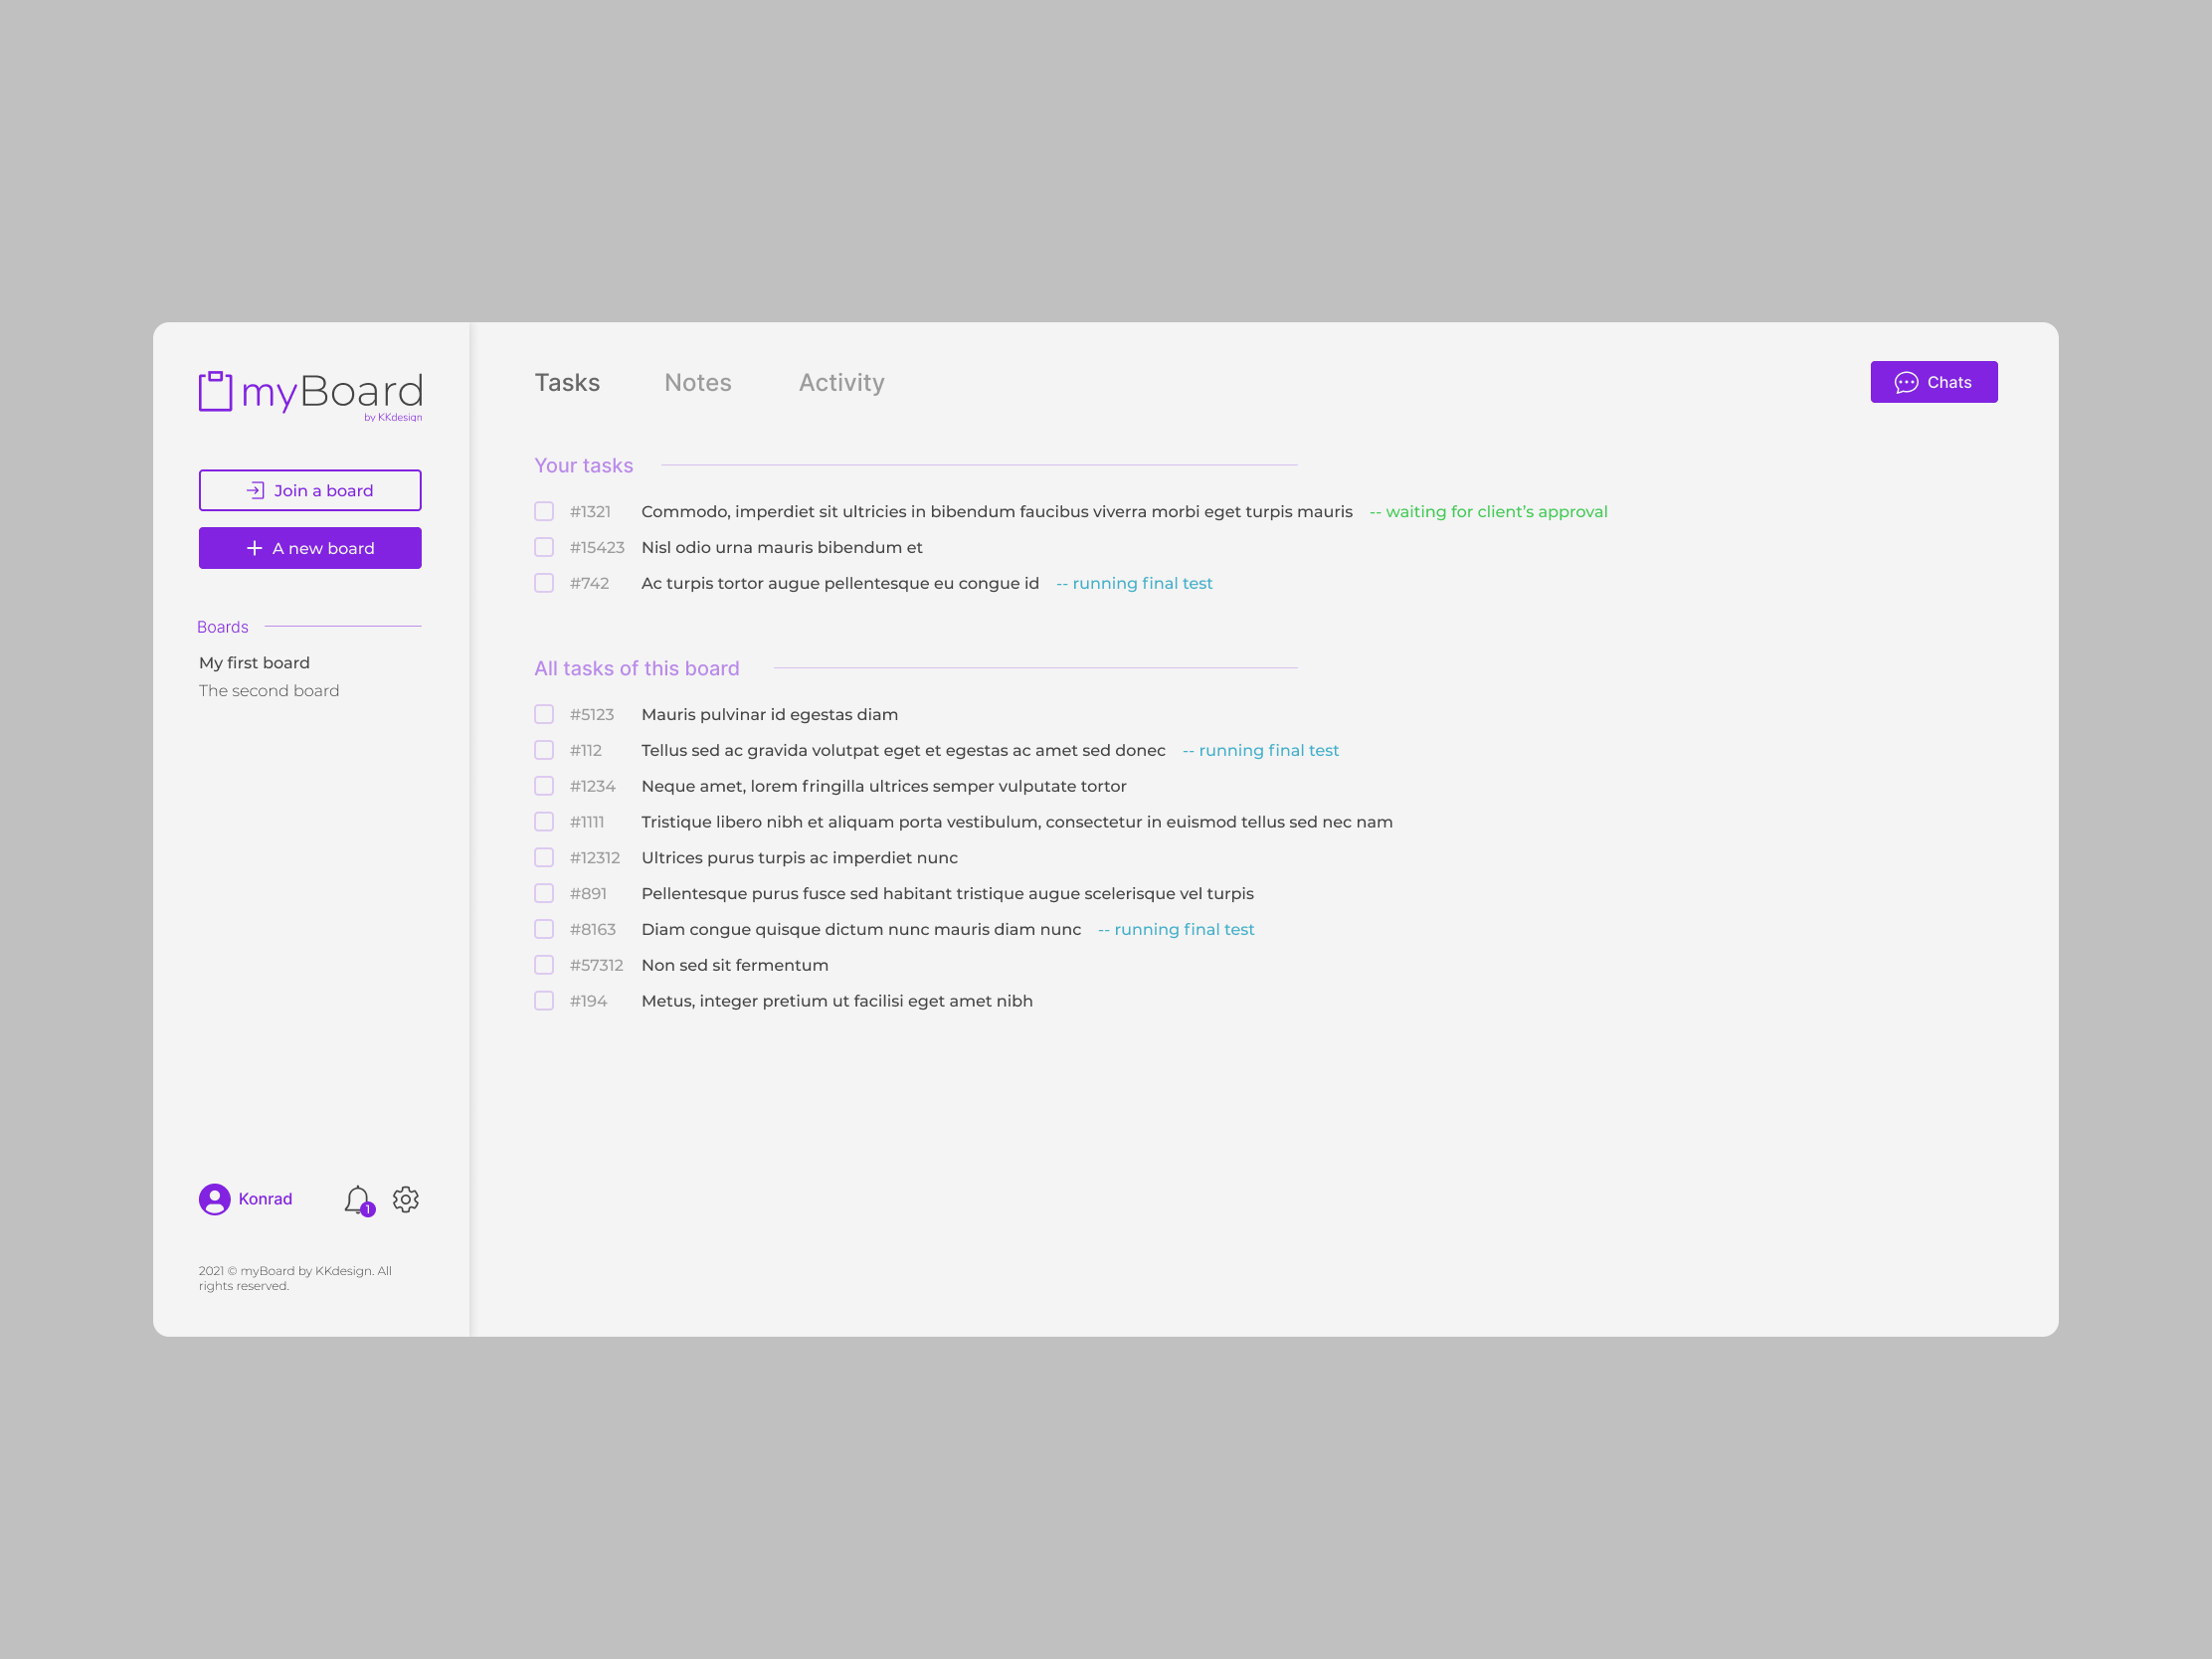 myBoard
by KKdesign
Join a board
A new board
Boards
My first board
The second board
Konrad
1
2021 © myBoard by KKdesign. All
rights reserved.
Tasks Notes Activity
Chats
Your tasks
#1321 Commodo, imperdiet sit ultricies in bibendum faucibus viverra morbi eget turpis mauris -- waiting for client’s approval
#15423 Nisl odio urna mauris bibendum et
#742 Ac turpis tortor augue pellentesque eu congue id -- running final test
All tasks of this board
#5123 Mauris pulvinar id egestas diam
#112 Tellus sed ac gravida volutpat eget et egestas ac amet sed donec -- running final test
#1234 Neque amet, lorem fringilla ultrices semper vulputate tortor
#1111 Tristique libero nibh et aliquam porta vestibulum, consectetur in euismod tellus sed nec nam
#12312 Ultrices purus turpis ac imperdiet nunc
#891 Pellentesque purus fusce sed habitant tristique augue scelerisque vel turpis
#8163 Diam congue quisque dictum nunc mauris diam nunc -- running final test
#57312 Non sed sit fermentum
#194 Metus, integer pretium ut facilisi eget amet nibh